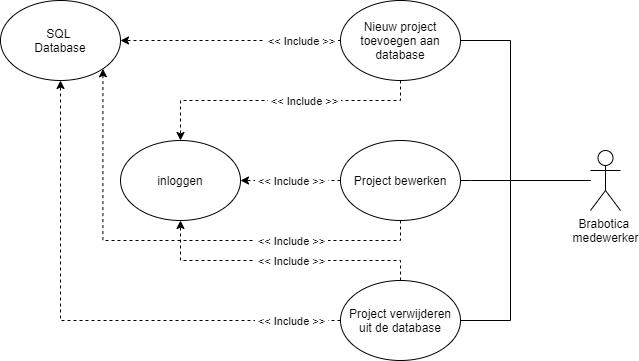 SQL
Database
<< Include >>
Nieuw project
toevoegen aan
database
<< Include >>
inloggen
<< Include >>
Project bewerken
Brabotica
medewerker
<< Include >>
<< Include >>
<< Include >>
Project verwijderen
uit de database